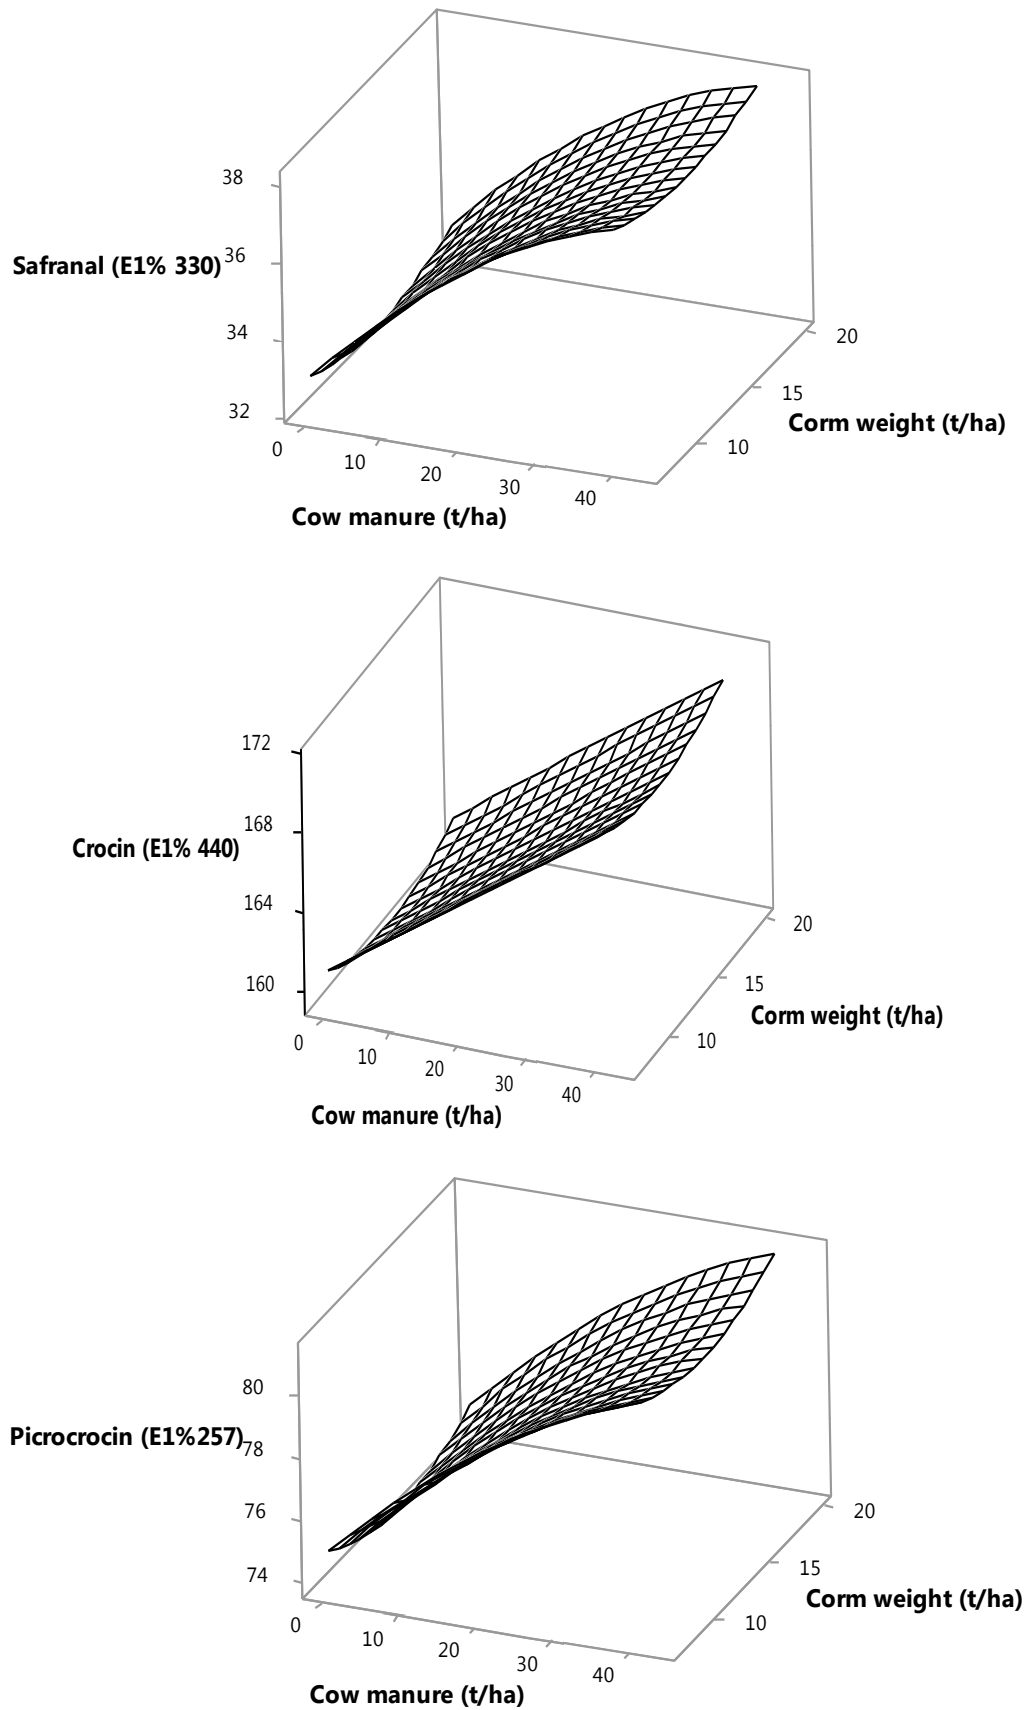 38
Safranal (E1% 330) 36
34
32
0 10 20 30 40
20
15
10
Corm weight (t/ha)
Cow manure (t/ha)
172
Crocin (E1% 440) 168
164
160
0 10 20 30 40
20
15
10
Corm weight (t/ha)
Cow manure (t/ha)
80
Picrocrocin (E1%257) 78
76
74
0 10 20 30 40
20
15
10
Corm weight (t/ha)
Cow manure (t/ha)